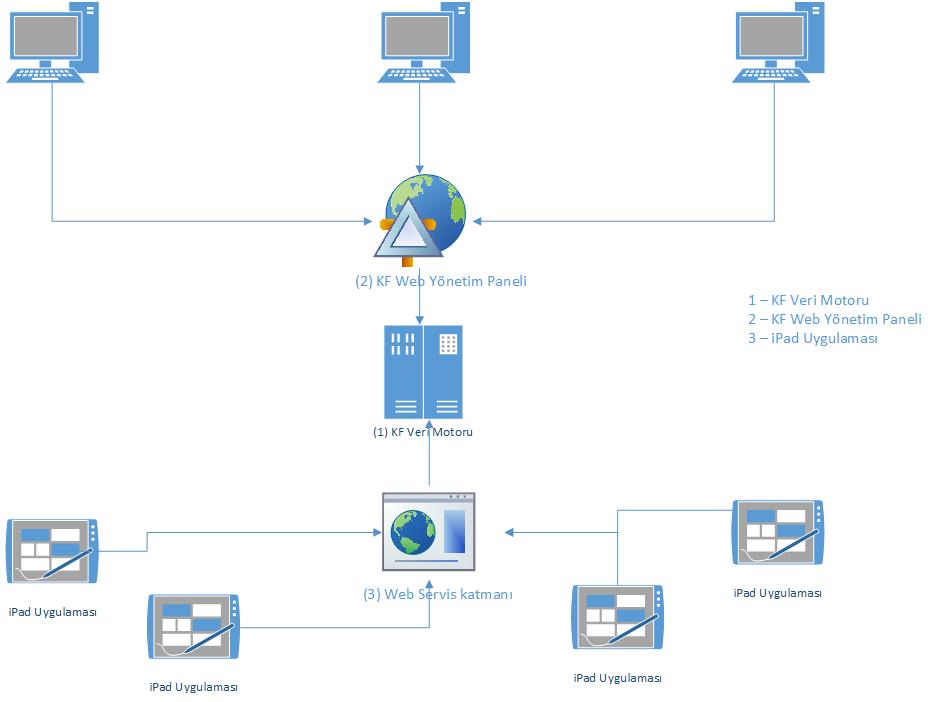 (2) KF Web Yönetim Paneli
1 – KF Veri Motoru
2 – KF Web Yönetim Paneli
3 – iPad Uygulaması
(1) KF Veri Motoru
(3) Web Servis katmanı
iPad Uygulaması
iPad Uygulaması
iPad Uygulaması
iPad Uygulaması